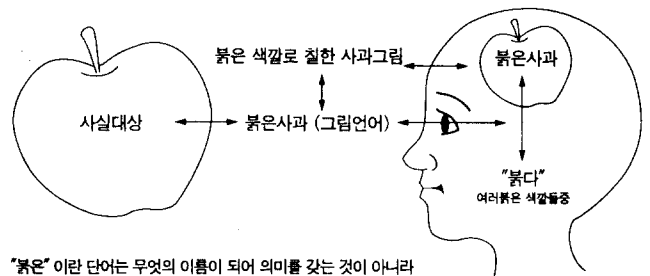 붉은 색깔로 칠한 사과그림
붉은사과
사실대상
붉은사과 (그림언어)
"붉다"
여러붉은 색깔들중
"붉은" 이란 단어는 무엇의 이름이 되어 의미를 갖는 것이 아니라